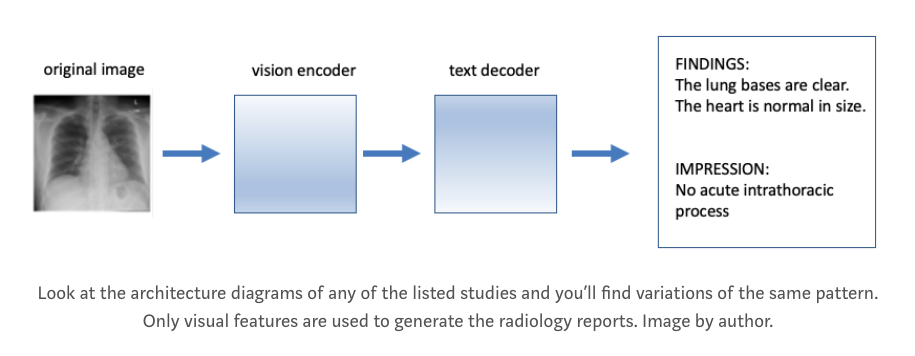 original image
vision encoder
text decoder
FINDINGS:
The lung bases are clear.
The heart is normal in size.
IMPRESSION:
No acute intrathoracic
process
Look at the architecture diagrams of any of the listed studies and you’ll find variations of the same pattern.
Only visual features are used to generate the radiology reports. Image by author.